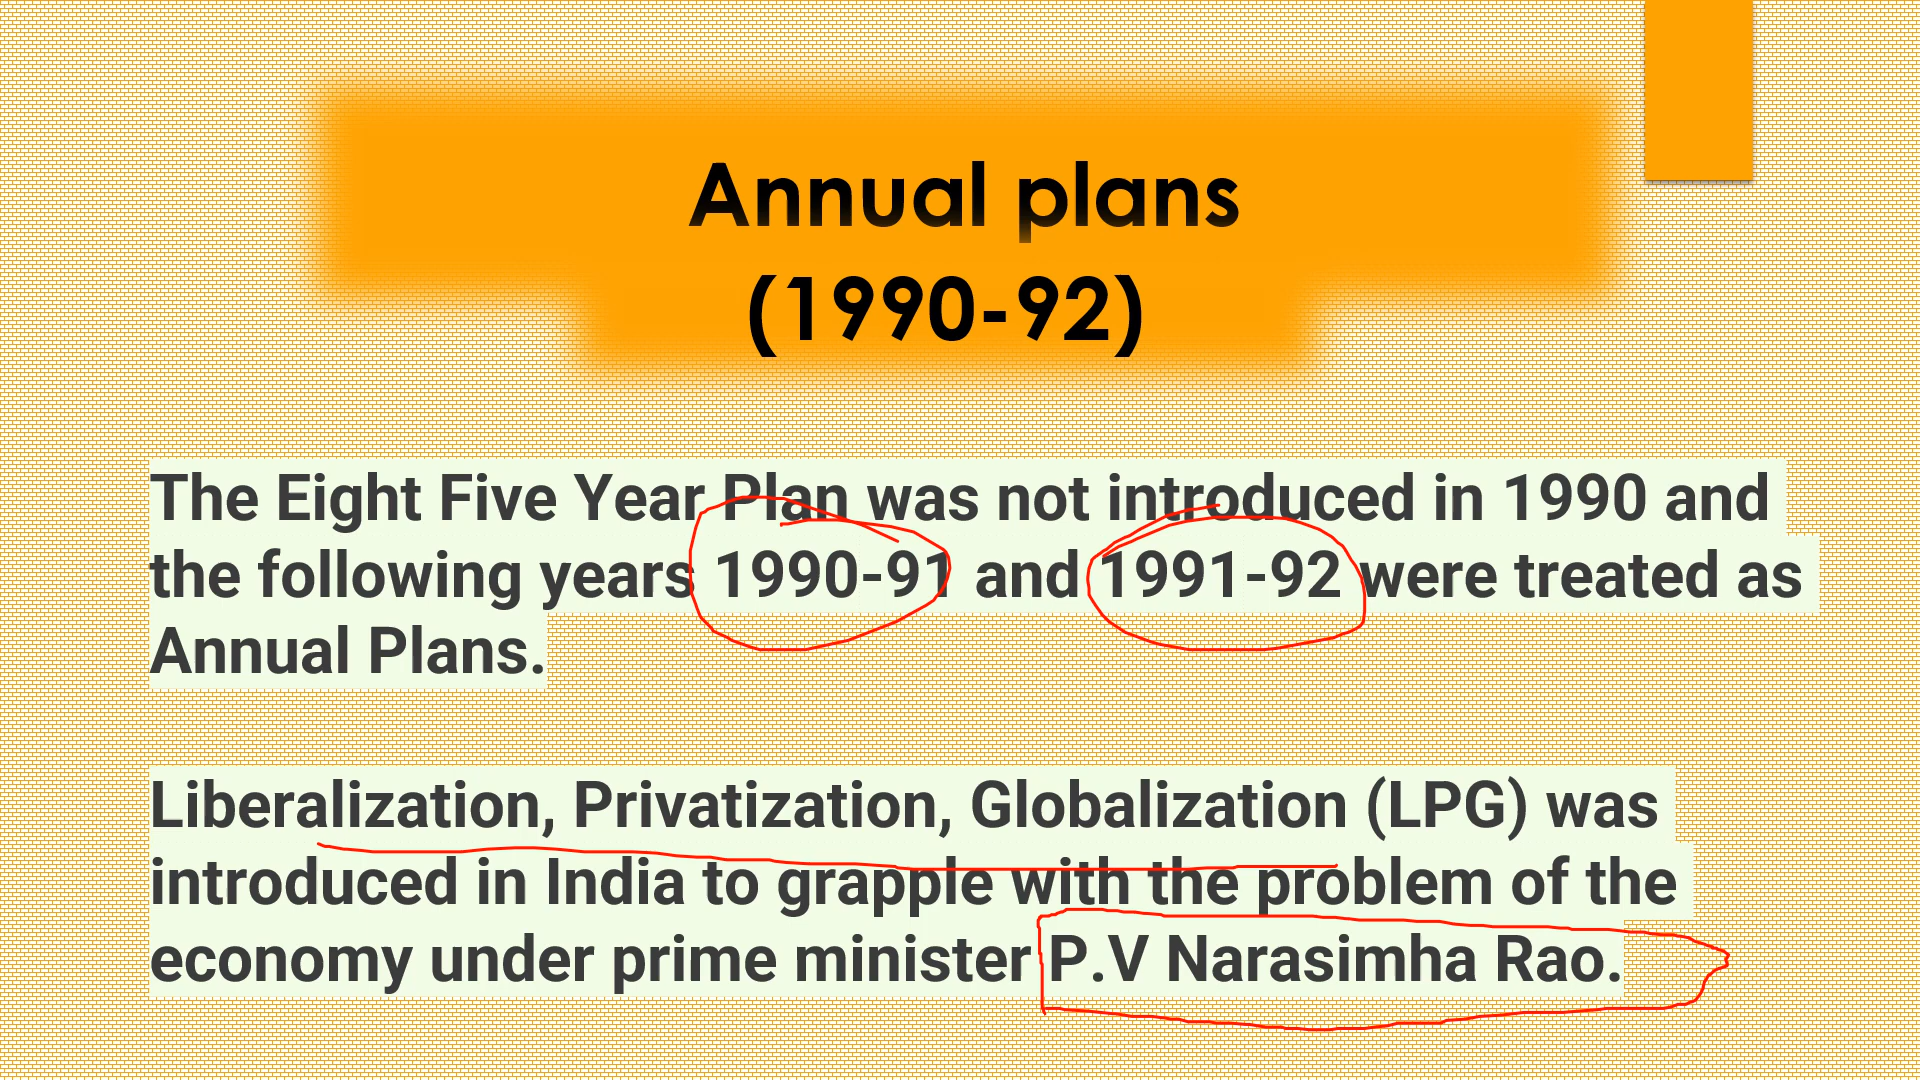 Annual plans
(1990-92)
The Eight Five Year Plan was not introduced in 1990 and
the following years 1990-91 and 1991-92 were treated as
Annual Plans.
Liberalization, Privatization, Globalization (LPG) was
introduced in India to grapple with the problem of the
economy under prime minister P.V Narasimha Rao.